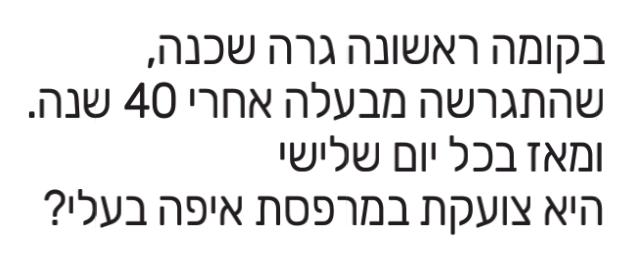 בקומה ראשונה גרה שכנה,
שהתגרשה מבעלה אחרי 40 שנה.
ומאז בכל יום שלישי
היא צועקת במרפסת איפה בעלי?